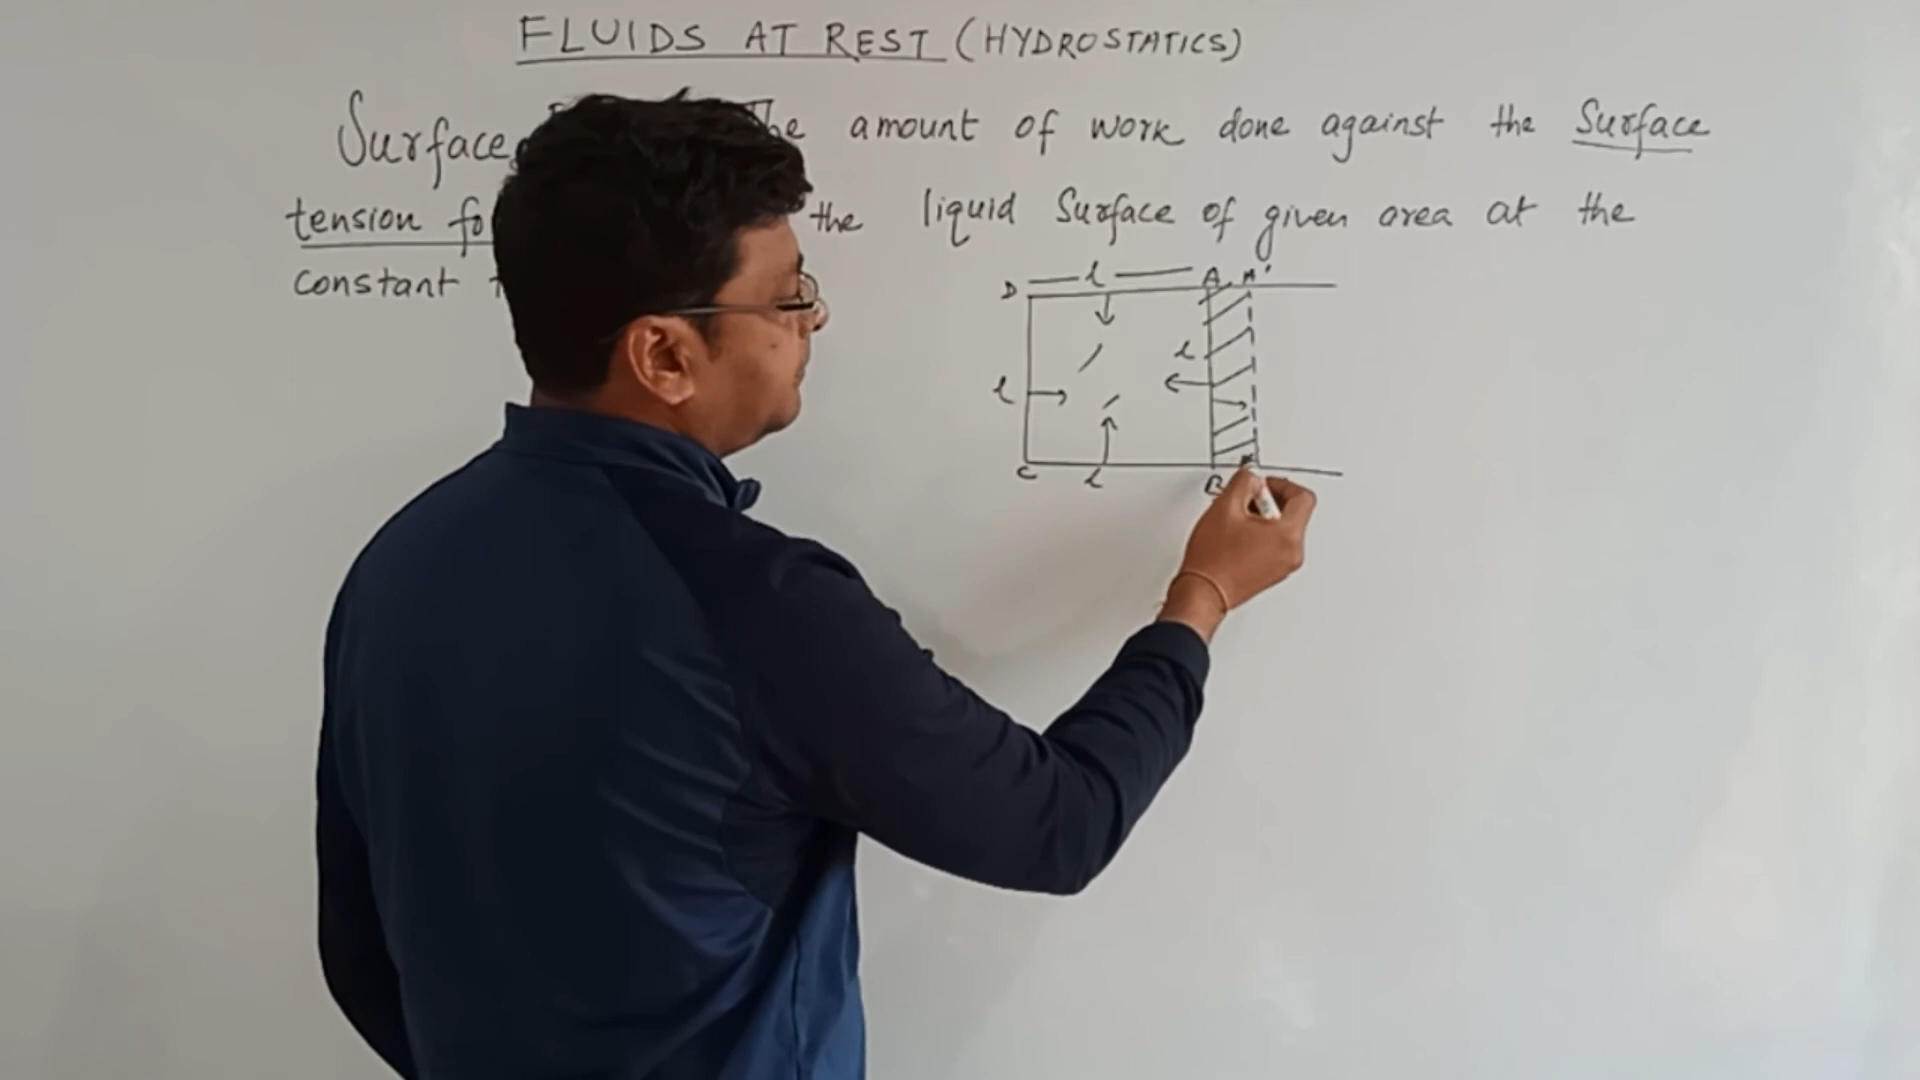 FLUIDS AT REST (HYDROSTATICS)
Surface The amount of work done against the Surface
tension the liquid Surface of given area at the
constant
D l A A'
l
l
C l B